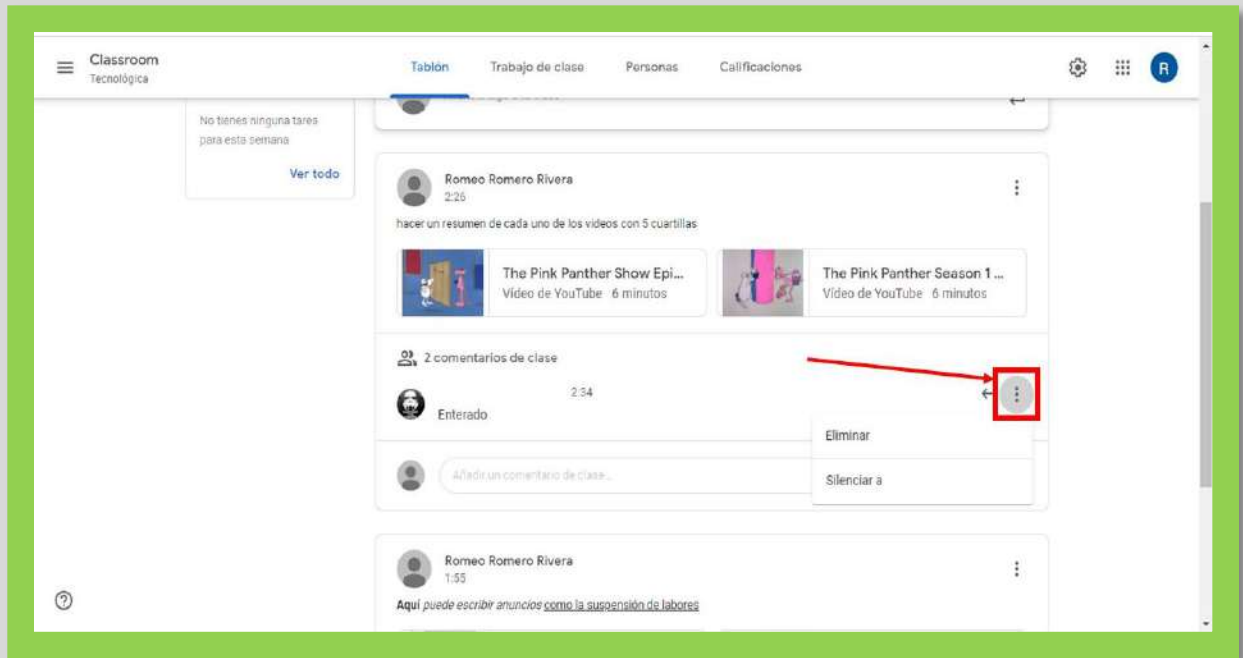 Classroom
Tecnológica
Tablón Trabajo de clase Personas Calificaciones
R
No tienes ninguna tarea
para esta semana
Ver todo
Romeo Romero Rivera
2:26
hacer un resumen de cada uno de los videos con 5 cuartillas
The Pink Panther Show Epi...
Vídeo de YouTube 6 minutos
The Pink Panther Season 1 ...
Vídeo de YouTube 6 minutos
2 comentarios de clase
2:34
Enterado
Eliminar
Silenciar a
Añadir un comentario de clase...
Romeo Romero Rivera
1:55
Aquí puede escribir anuncios como la suspensión de labores